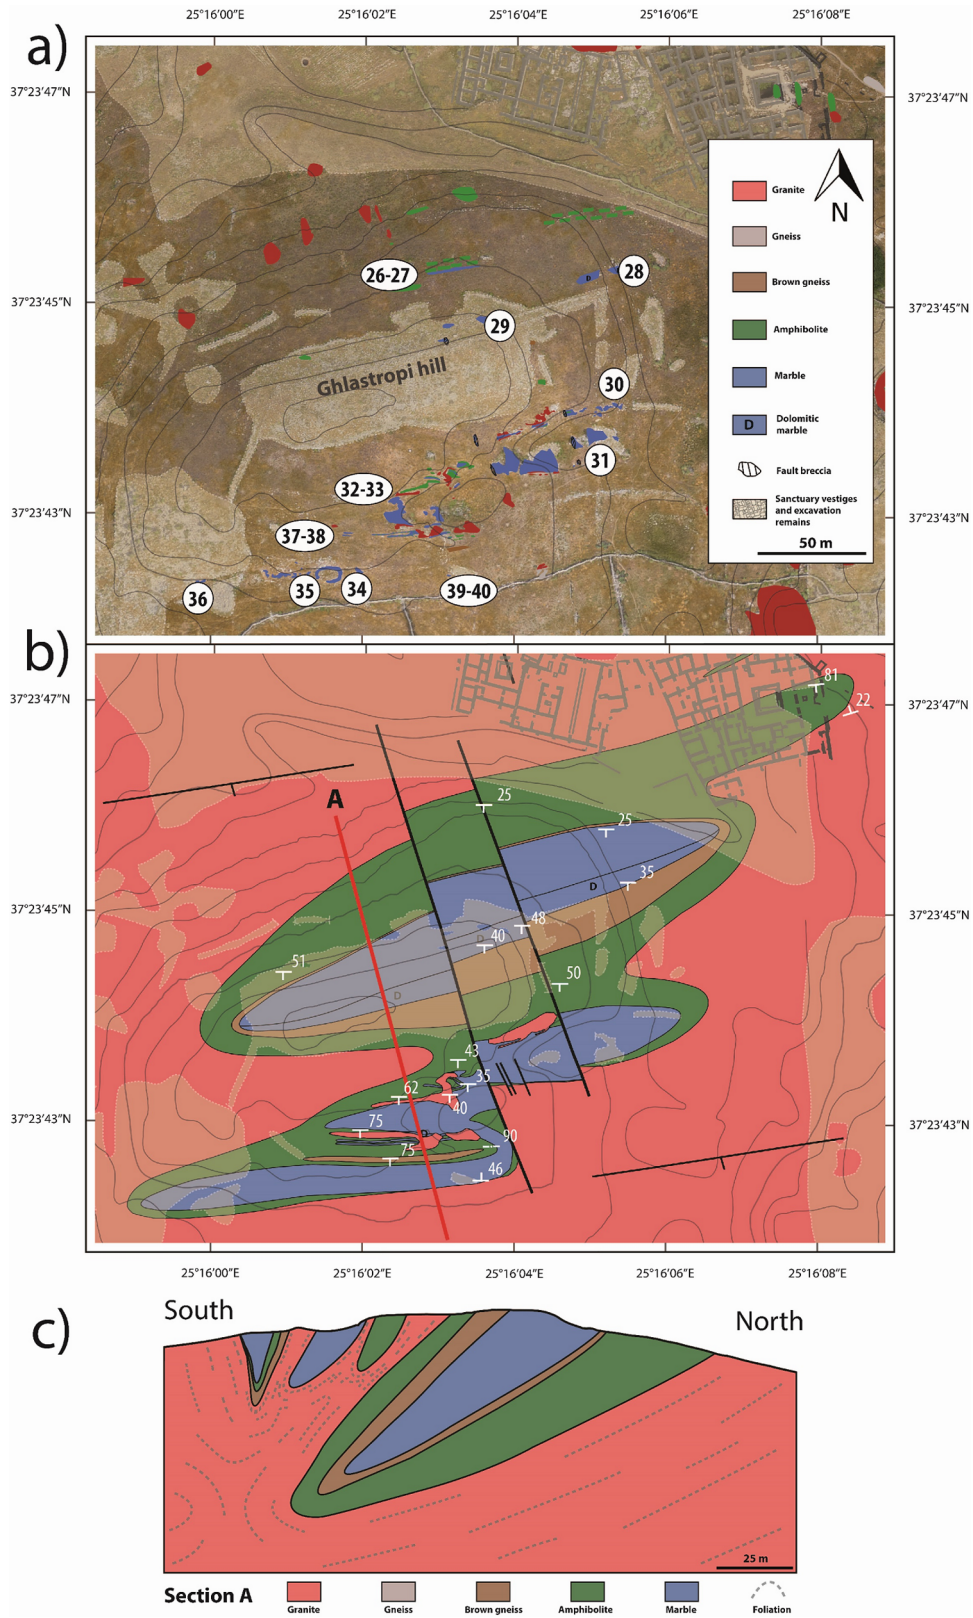 25°16′00″E 25°16′02″E 25°16′04″E 25°16′06″E 25°16′08″E
a)
37°23′47″N 37°23′47″N
Granite
N
Gneiss
26-27
28
D
Brown gneiss
37°23′45″N 37°23′45″N
29
Amphibolite
Ghlastropi hill
Marble
30
D
Dolomitic
marble
31
Fault breccia
32-33
Sanctuary vestiges
and excavation
remains
37°23′43″N 37°23′43″N
37-38
50 m
36 35 34 39-40
b)
37°23′47″N 37°23′47″N
81
22
A
25
25
35
D
37°23′45″N 37°23′45″N
48
D
40
51
50
D
43
35
62
40
37°23′43″N 37°23′43″N
75
D
90
75
46
25°16′00″E 25°16′02″E 25°16′04″E 25°16′06″E 25°16′08″E
c)
South North
25 m
Section A
Granite Gneiss Brown gneiss Amphibolite Marble Foliation